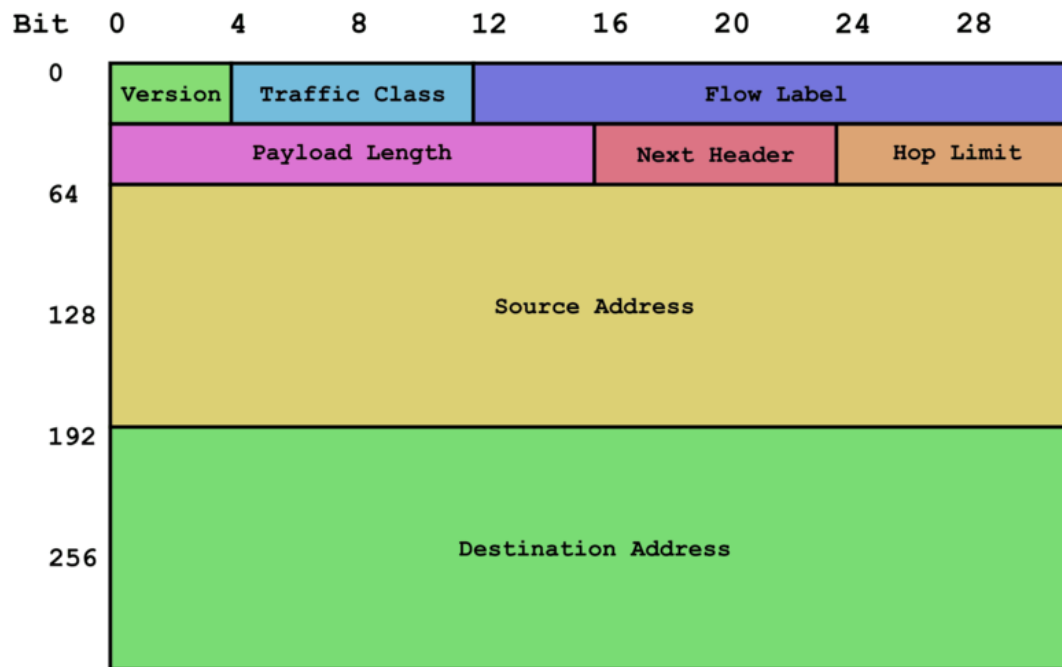 Bit 0 4 8 12 16 20 24 28
0 Version Traffic Class Flow Label
Payload Length Next Header Hop Limit
64
Source Address
128
192
Destination Address
256